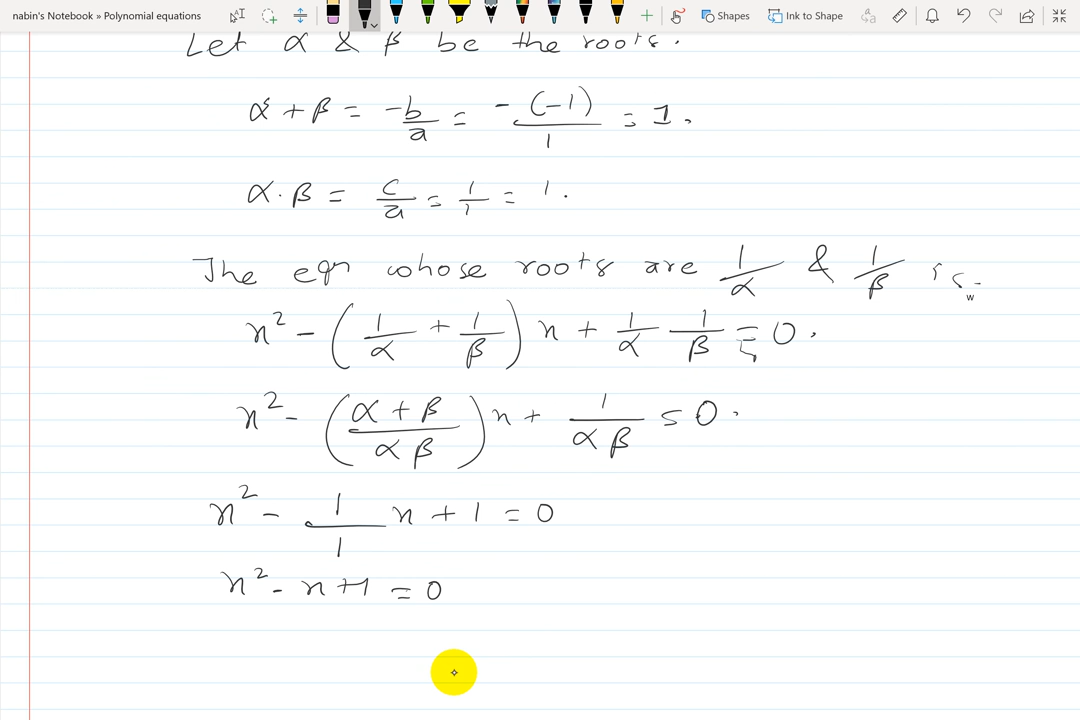 nabin's Notebook » Polynomial equations
Shapes
Ink to Shape
Let α & β be the roots.
α + β = -b/a = -(-1)/1 = 1.
α · β = c/a = 1/1 = 1.
The eqn whose roots are 1/α & 1/β is-
w
x² - (1/α + 1/β) x + 1/α 1/β = 0.
x² - (α + β / αβ) x + 1/αβ = 0.
x² - 1/1 x + 1 = 0
x² - x + 1 = 0